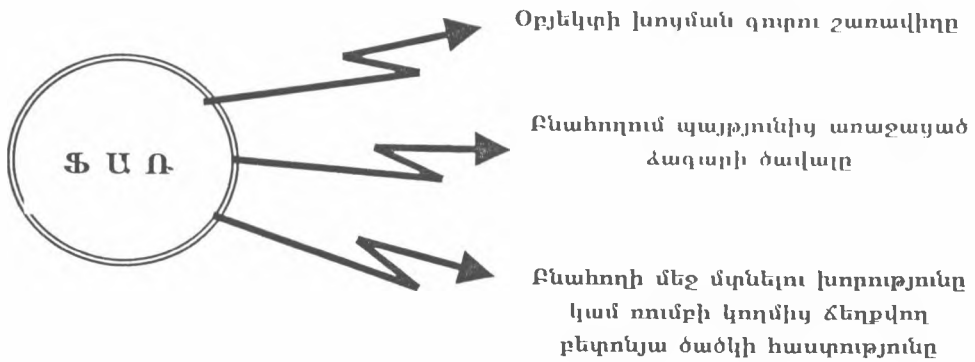 Օբյեկտի խոցման գոտու շառավիղը
ՖԱՌ
Բնահողում պայթյունից առաջացած
ձագարի ծավալը
Բնահողի մեջ մտնելու խորությունը
կամ ռումբի կողմից ճեղքվող
բետոնյա ծածկի հաստությունը